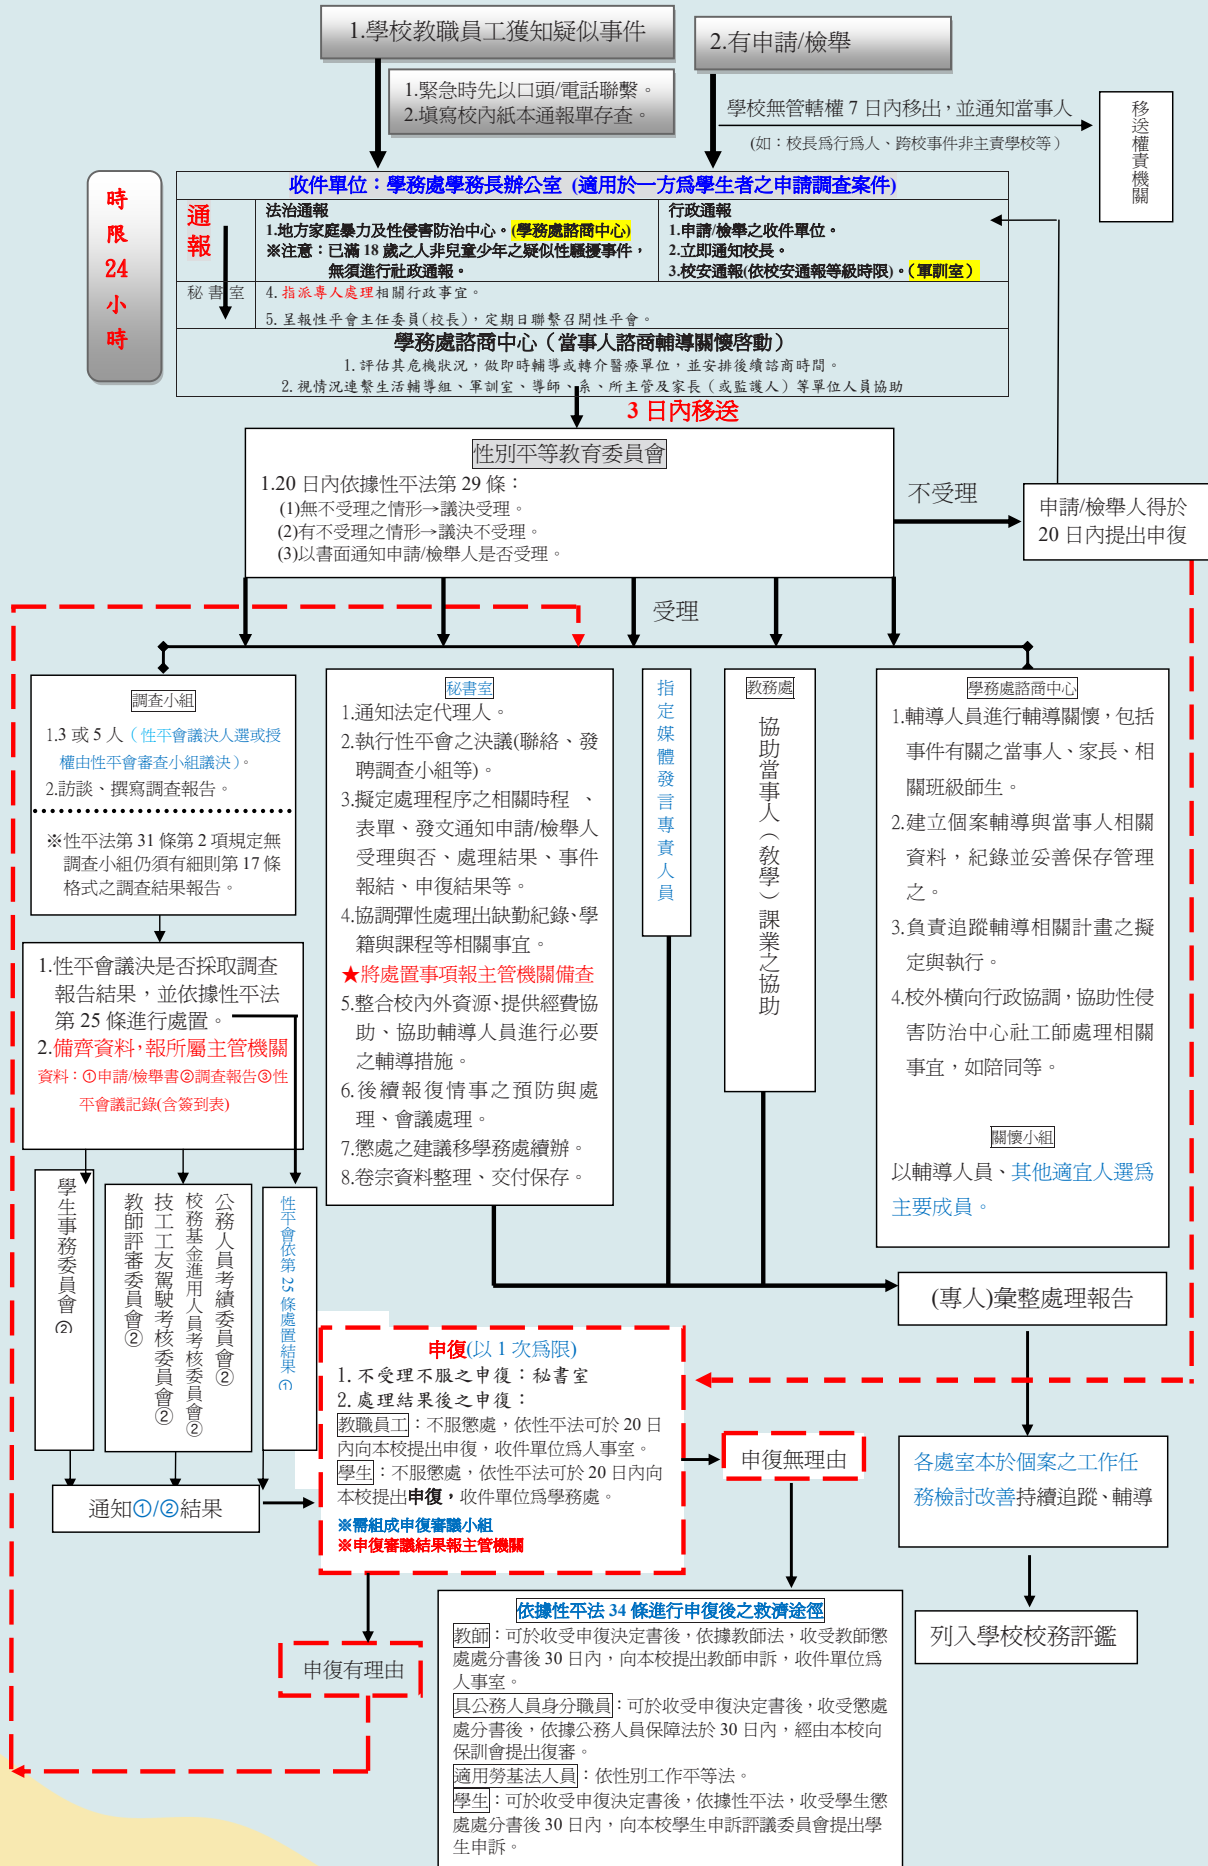 1.學校教職員工獲知疑似事件
2.有申請/檢舉
1.緊急時先以口頭/電話聯繫。
2.填寫校內紙本通報單存查。
學校無管轄權 7 日內移出，並通知當事人
(如：校長為行為人、跨校事件非主責學校等)
移送權責機關
時限24小時
收件單位：學務處學務長辦公室 (適用於一方為學生者之申請調查案件)
通報
法治通報
1.地方家庭暴力及性侵害防治中心。(學務處諮商中心)
※注意：已滿 18 歲之人非兒童少年之疑似性騷擾事件，
無須進行社政通報。
行政通報
1.申請/檢舉之收件單位。
2.立即通知校長。
3.校安通報(依校安通報等級時限)。(軍訓室)
秘書室
4.指派專人處理相關行政事宜。
5.呈報性平會主任委員(校長)，定期日聯繫召開性平會。
學務處諮商中心（當事人諮商輔導關懷啓動）
1.評估其危機狀況，做即時輔導或轉介醫療單位，並安排後續諮商時間。
2.視情況連繫生活輔導組、軍訓室、導師、系、所主管及家長（或監護人）等單位人員協助
3 日內移送
性別平等教育委員會
1.20 日內依據性平法第 29 條：
(1)無不受理之情形→議決受理。
(2)有不受理之情形→議決不受理。
(3)以書面通知申請/檢舉人是否受理。
不受理
申請/檢舉人得於
20 日內提出申復
受理
調查小組
1.3 或 5 人（性平會議決人選或授
權由性平會審查小組議決）。
2.訪談、撰寫調查報告。
※性平法第 31 條第 2 項規定無
調查小組仍須有細則第 17 條
格式之調查結果報告。
秘書室
1.通知法定代理人。
2.執行性平會之決議(聯絡、發
聘調查小組等)。
3.擬定處理程序之相關時程 、
表單、發文通知申請/檢舉人
受理與否、處理結果、事件
報結、申復結果等。
4.協調彈性處理出缺勤紀錄、學
籍與課程等相關事宜。
★將處置事項報主管機關備查
5.整合校內外資源、提供經費協
助、協助輔導人員進行必要
之輔導措施。
6.後續報復情事之預防與處
理、會議處理。
7.懲處之建議移學務處續辦。
8.卷宗資料整理、交付保存。
指定媒體發言專責人員
教務處
協助當事人（教學）課業之協助
學務處諮商中心
1.輔導人員進行輔導關懷，包括
事件有關之當事人、家長、相
關班級師生。
2.建立個案輔導與當事人相關
資料，紀錄並妥善保存管理
之。
3.負責追蹤輔導相關計畫之擬
定與執行。
4.校外橫向行政協調，協助性侵
害防治中心社工師處理相關
事宜，如陪同等。
關懷小組
以輔導人員、其他適宜人選為
主要成員。
1.性平會議決是否採取調查
報告結果，並依據性平法
第 25 條進行處置。
2.備齊資料，報所屬主管機關
資料：①申請/檢舉書②調查報告③性
平會議記錄(含簽到表)
學生事務委員會②
公務人員考績委員會②
校務基金進用人員考核委員會②
技工工友駕駛考核委員會②
教師評審委員會②
性平會依第 25 條處置結果①
通知①/②結果
申復(以 1 次為限)
1.不受理不服之申復：秘書室
2.處理結果後之申復：
教職員工：不服懲處，依性平法可於 20 日
內向本校提出申復，收件單位為人事室。
學生：不服懲處，依性平法可於 20 日內向
本校提出申復，收件單位為學務處。
※需組成申復審議小組
※申復審議結果報主管機關
申復無理由
申復有理由
(專人)彙整處理報告
各處室本於個案之工作任
務檢討改善持續追蹤、輔導
列入學校校務評鑑
依據性平法 34 條進行申復後之救濟途徑
教師：可於收受申復決定書後，依據教師法，收受教師懲
處處分書後 30 日內，向本校提出教師申訴，收件單位為
人事室。
具公務人員身分職員：可於收受申復決定書後，收受懲處
處分書後，依據公務人員保障法於 30 日內，經由本校向
保訓會提出復審。
適用勞基法人員：依性別工作平等法。
學生：可於收受申復決定書後，依據性平法，收受學生懲
處處分書後 30 日內，向本校學生申訴評議委員會提出學
生申訴。